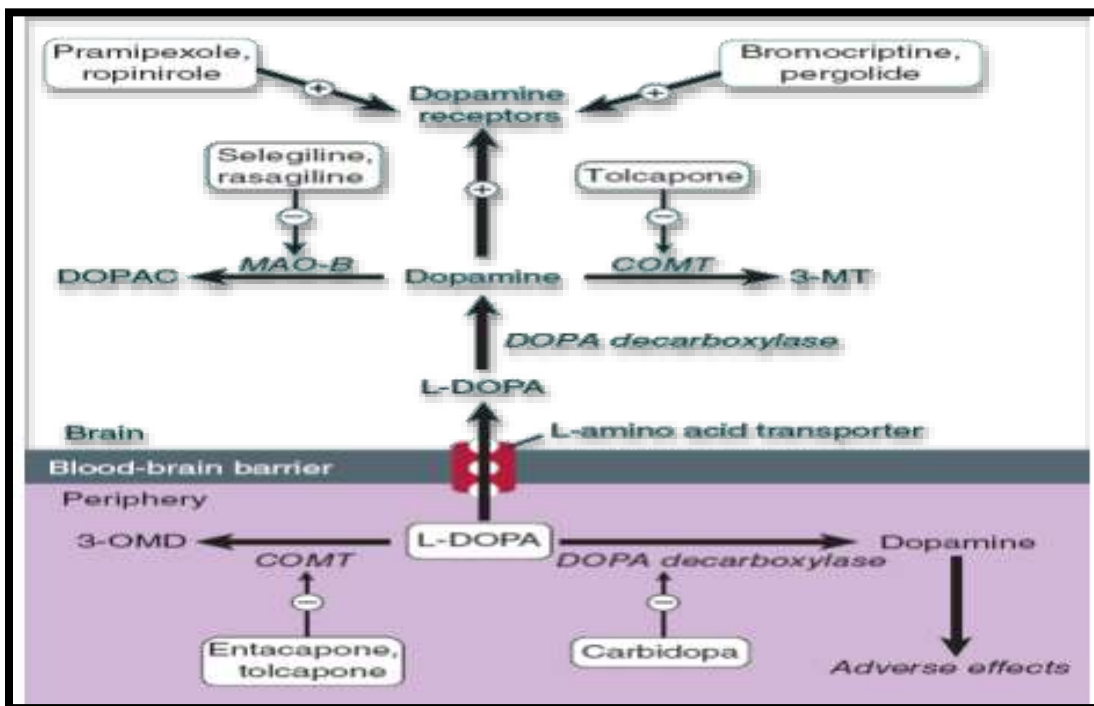 Pramipexole,
ropinirole
Bromocriptine,
pergolide
+
+
Dopamine
receptors
Selegiline,
rasagiline
Tolcapone
+
−
−
MAO-B
COMT
DOPAC
Dopamine
3-MT
DOPA decarboxylase
L-DOPA
Brain
L-amino acid transporter
Blood-brain barrier
Periphery
3-OMD
L-DOPA
Dopamine
COMT
DOPA decarboxylase
−
−
Entacapone,
tolcapone
Carbidopa
Adverse effects